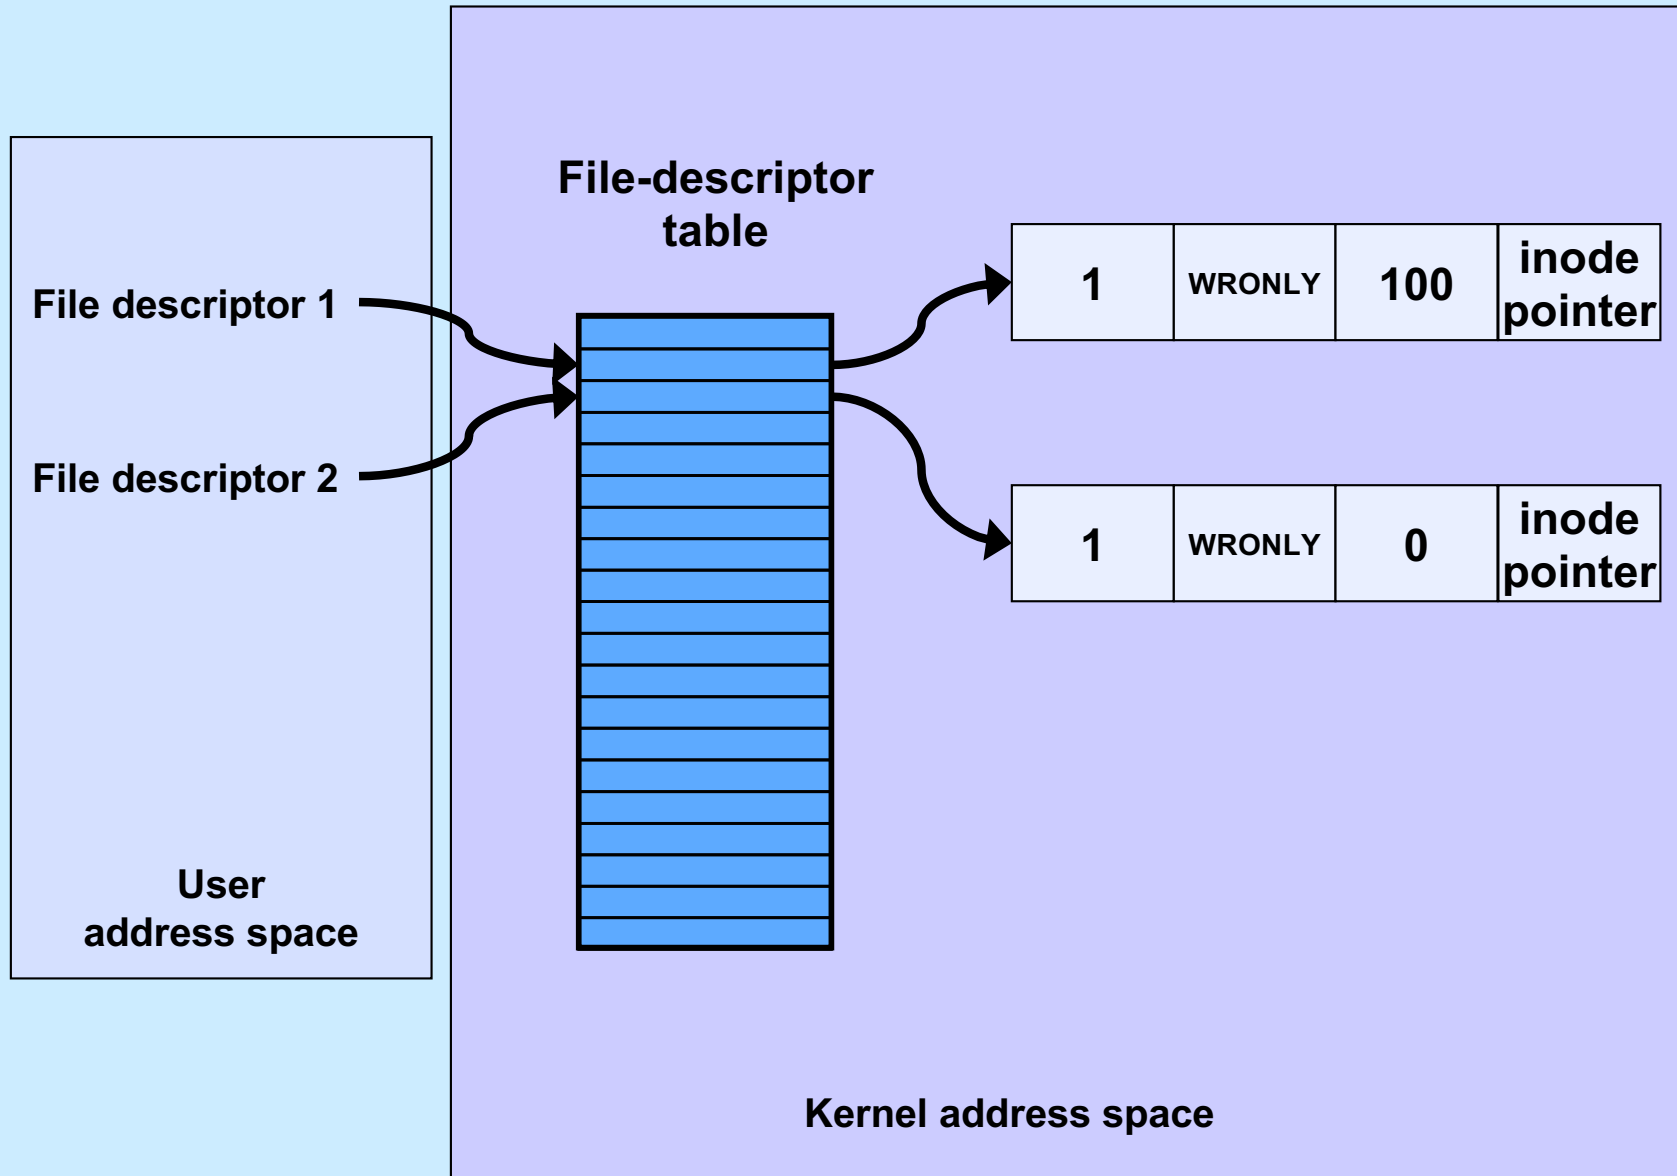 File-descriptor
table
File descriptor 1
File descriptor 2
1 WRONLY 100 inode
pointer
1 WRONLY 0 inode
pointer
User
address space
Kernel address space